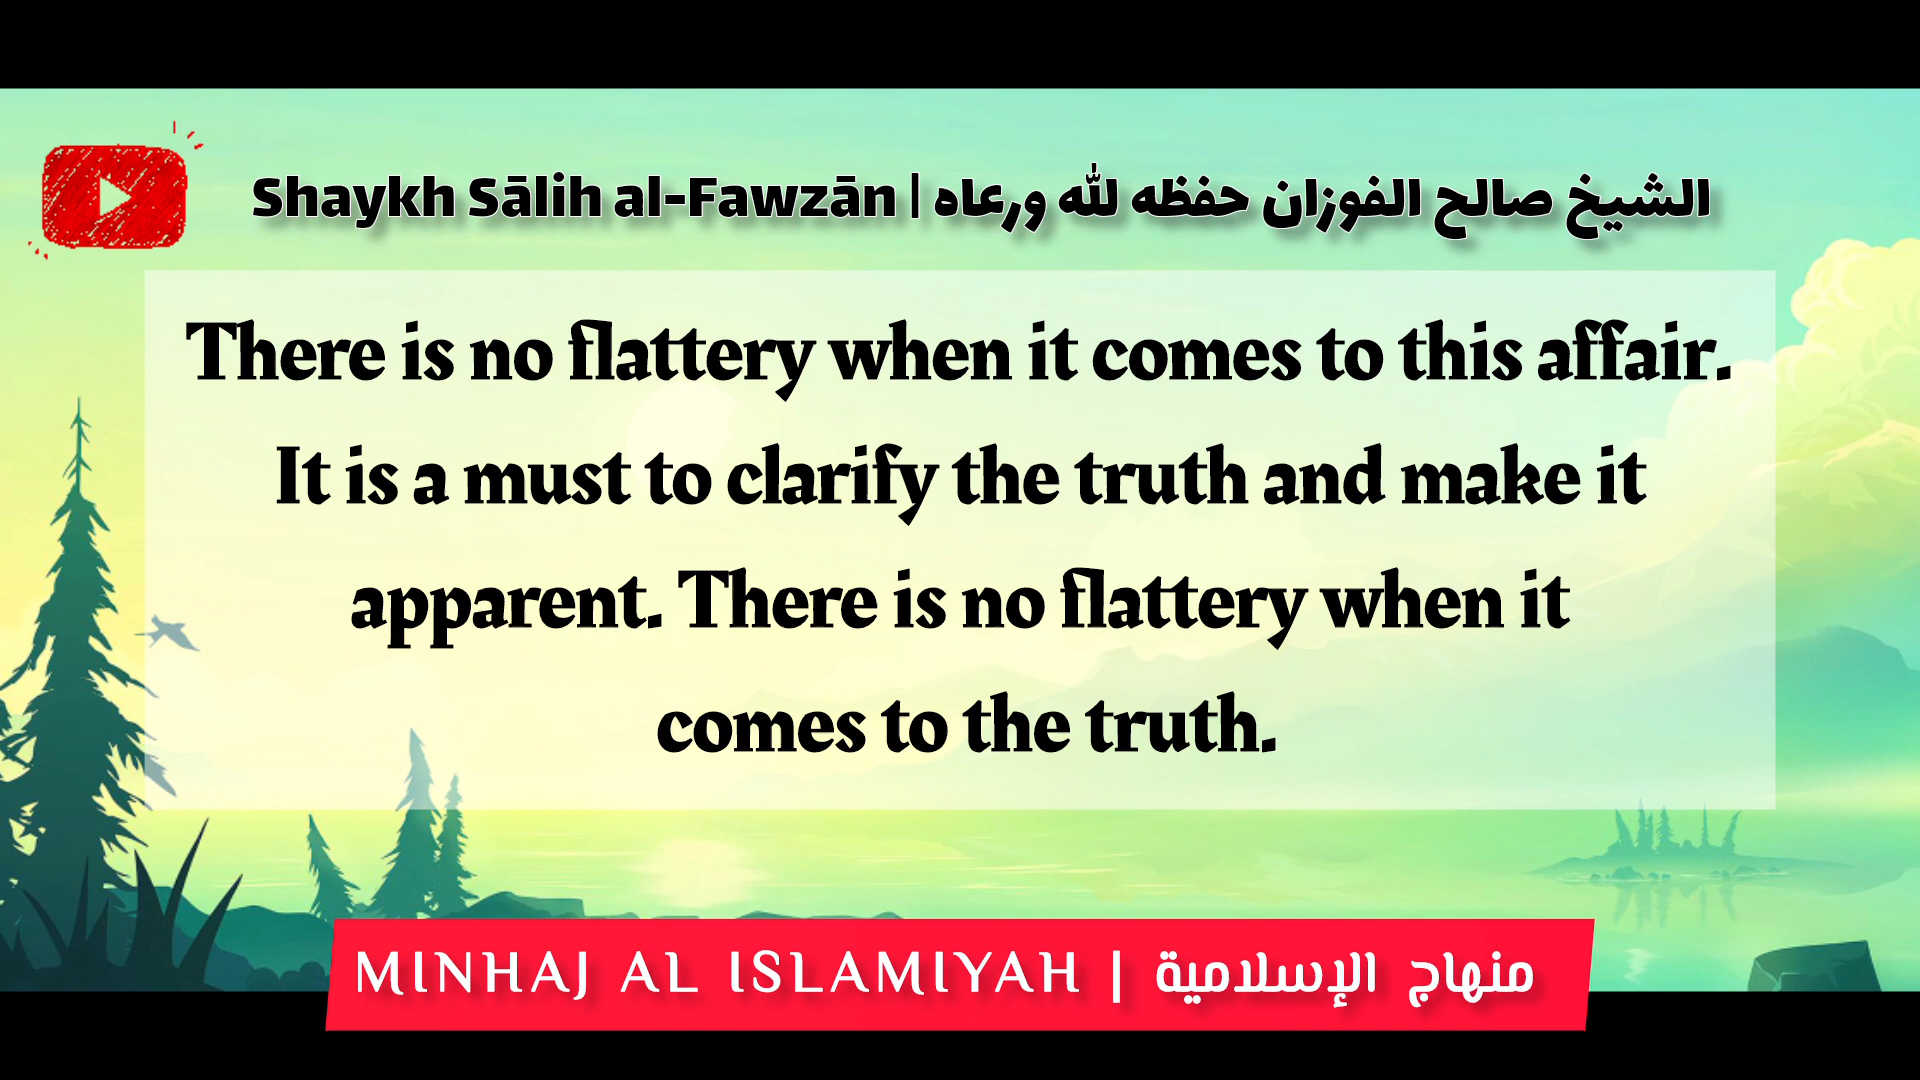 Shaykh Sālih al-Fawzān | الشيخ صالح الفوزان حفظه لله ورعاه
There is no flattery when it comes to this affair.
It is a must to clarify the truth and make it
apparent. There is no flattery when it
comes to the truth.
MINHAJ AL ISLAMIYAH | منهاج الإسلامية